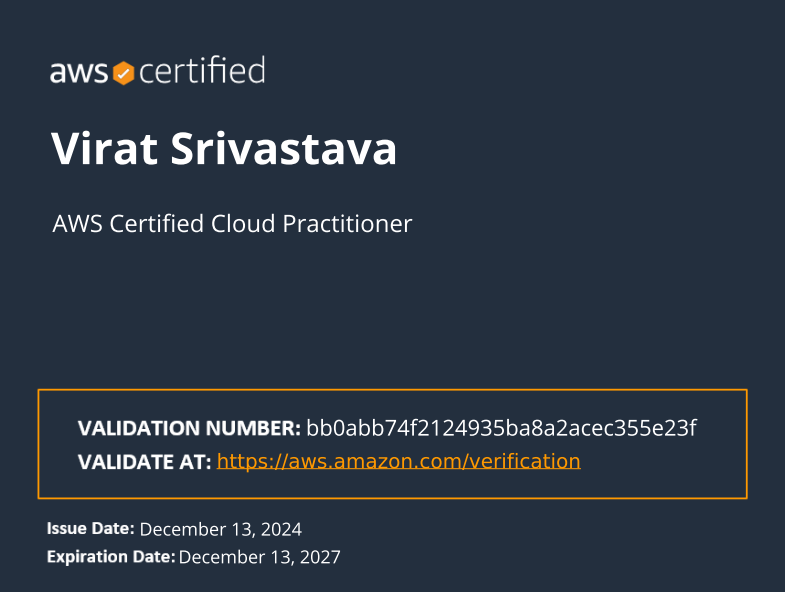 aws certified
Virat Srivastava
AWS Certified Cloud Practitioner
VALIDATION NUMBER: bb0abb74f2124935ba8a2acec355e23f
VALIDATE AT: https://aws.amazon.com/verification
Issue Date: December 13, 2024
Expiration Date: December 13, 2027